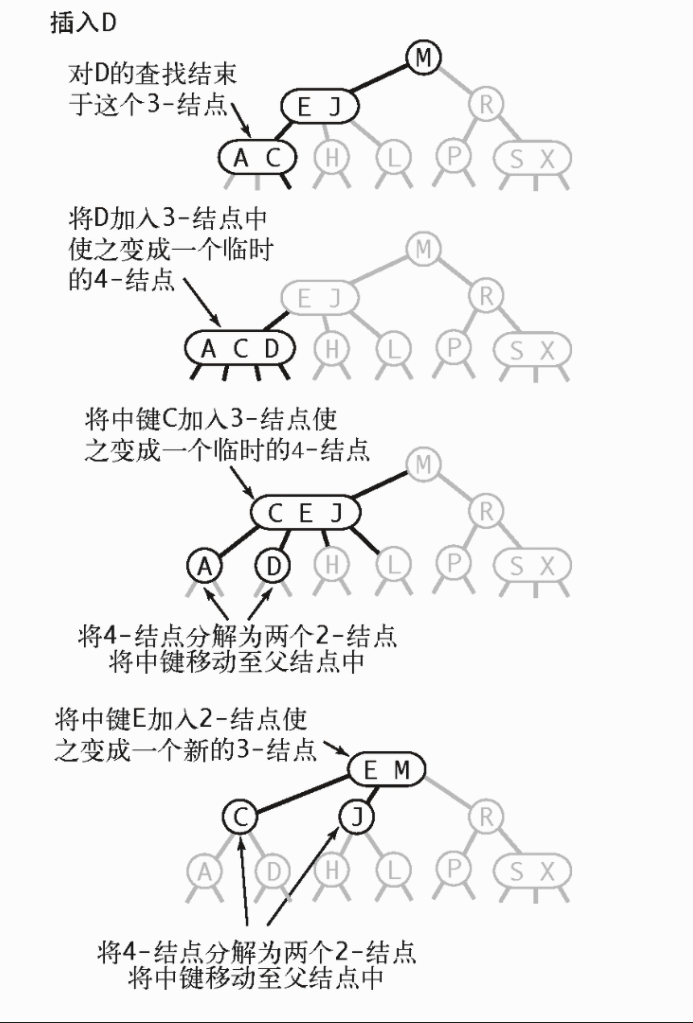 插入D
M
对D的查找结束
于这个3-结点
E J
R
A C
H
L
P
S X
将D加入3-结点中
使之变成一个临时
的4-结点
M
E J
R
A C D
H
L
P
S X
将中键C加入3-结点使
之变成一个临时的4-结点
M
C E J
R
A
D
H
L
P
S X
将4-结点分解为两个2-结点
将中键移动至父结点中
将中键E加入2-结点使
之变成一个新的3-结点
E M
C
J
R
A
D
H
L
P
S X
将4-结点分解为两个2-结点
将中键移动至父结点中